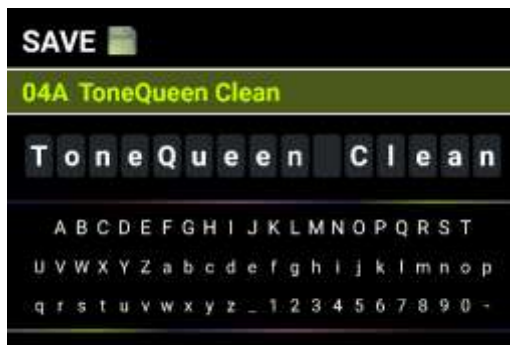 SAVE
04A ToneQueen Clean
ToneQueen Clean
A B C D E F G H I J K L M N O P Q R S T
U V W X Y Z a b c d e f g h i j k l m n o p
q r s t u v w x y z _ 1 2 3 4 5 6 7 8 9 0 -